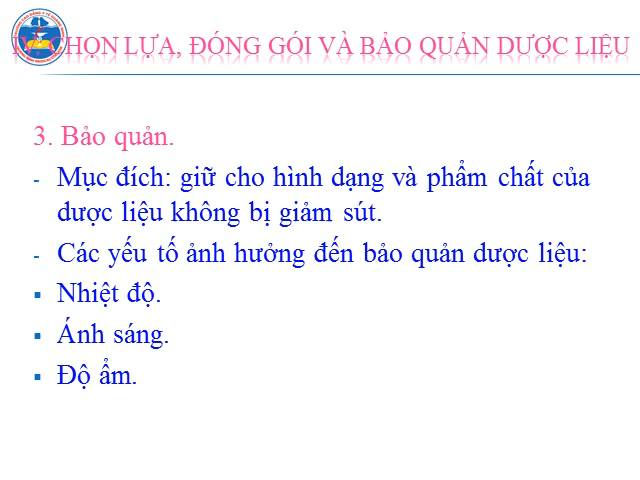 HỌN LỰA, ĐÓNG GÓI VÀ BẢO QUẢN DƯỢC LIỆU
3. Bảo quản.
- Mục đích: giữ cho hình dạng và phẩm chất của
dược liệu không bị giảm sút.
- Các yếu tố ảnh hưởng đến bảo quản dược liệu:
▪ Nhiệt độ.
▪ Ánh sáng.
▪ Độ ẩm.